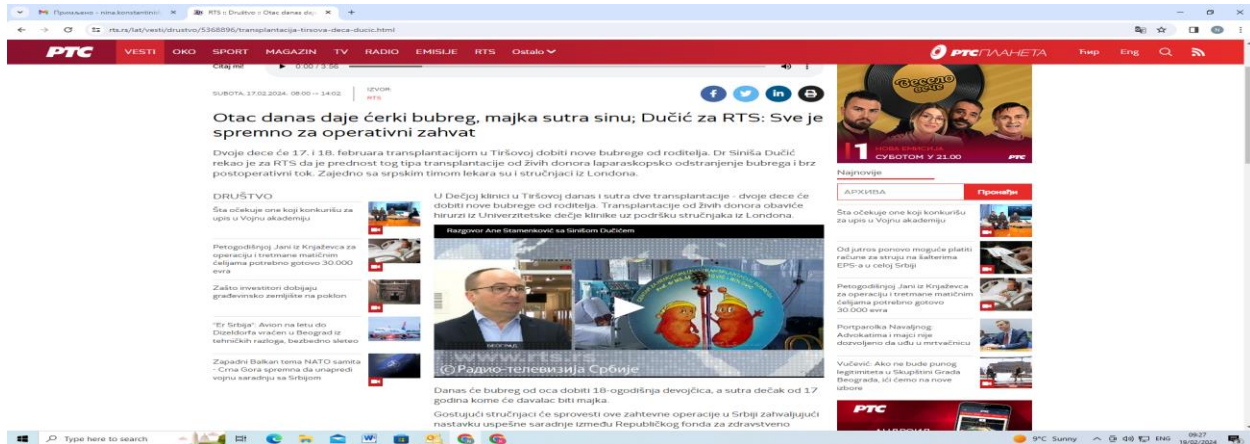 Примљено - nina.konstantinic
RTS :: Društvo :: Otac danas daj
rts.rs/lat/vesti/drustvo/5368896/transplantacija-tirsova-deca-ducic.html
РТС VESTI OKO SPORT MAGAZIN TV RADIO EMISIJE RTS Ostalo РТС ПЛАНЕТА Ћир Eng
Čitaj mi! 0:00 / 3:56
SUBOTA, 17.02.2024, 08:00 -> 14:02
IZVOR:
RTS
Otac danas daje ćerki bubreg, majka sutra sinu; Dučić za RTS: Sve je
spremno za operativni zahvat
Dvoje dece će 17. i 18. februara transplantacijom u Tiršovoj dobiti nove bubrege od roditelja. Dr Siniša Dučić
rekao je za RTS da je prednost tog tipa transplantacije od živih donora laparaskopsko odstranjenje bubrega i brz
postoperativni tok. Zajedno sa srpskim timom lekara su i stručnjaci iz Londona.
DRUŠTVO
Šta očekuje one koji konkurišu za
upis u Vojnu akademiju
Petogodišnjoj Jani iz Knjaževca za
operaciju i tretmane matičnim
ćelijama potrebno gotovo 30.000
evra
Zašto investitori dobijaju
građevinsko zemljište na poklon
"Er Srbija": Avion na letu do
Dizeldorfa vraćen u Beograd iz
tehničkih razloga, bezbedno sleteo
Zapadni Balkan tema NATO samita
- Crna Gora spremna da unapredi
vojnu saradnju sa Srbijom
U Dečjoj klinici u Tiršovoj danas i sutra dve transplantacije - dvoje dece će
dobiti nove bubrege od roditelja. Transplantacije od živih donora obaviće
hirurzi iz Univerzitetske dečje klinike uz podršku stručnjaka iz Londona.
Razgovor Ane Stamenković sa Sinišom Dučićem
БЕОГРАД
www.rts.rs
© Радио-телевизија Србије
Danas će bubreg od oca dobiti 18-ogodišnja devojčica, a sutra dečak od 17
godina kome će davalac biti majka.
Gostujući stručnjaci će sprovesti ove zahtevne operacije u Srbiji zahvaljujući
nastavku uspešne saradnje između Republičkog fonda za zdravstveno
Весело
вече
1
НОВА ЕМИСИЈА
СУБОТОМ У 21.00
РТС
Najnovije
АРХИВА
Пронађи
Šta očekuje one koji konkurišu
za upis u Vojnu akademiju
Od jutros ponovo moguće platiti
račune za struju na šalterima
EPS-a u celoj Srbiji
Petogodišnjoj Jani iz Knjaževca
za operaciju i tretmane matičnim
ćelijama potrebno gotovo
30.000 evra
Portparolka Navaljnog:
Advokatima i majci nije
dozvoljeno da uđu u mrtvačnicu
Vučević: Ako ne bude punog
legitimiteta u Skupštini Grada
Beograda, ići ćemo na nove
izbore
РТС
Type here to search
9°C Sunny
ENG
09:27
19/02/2024